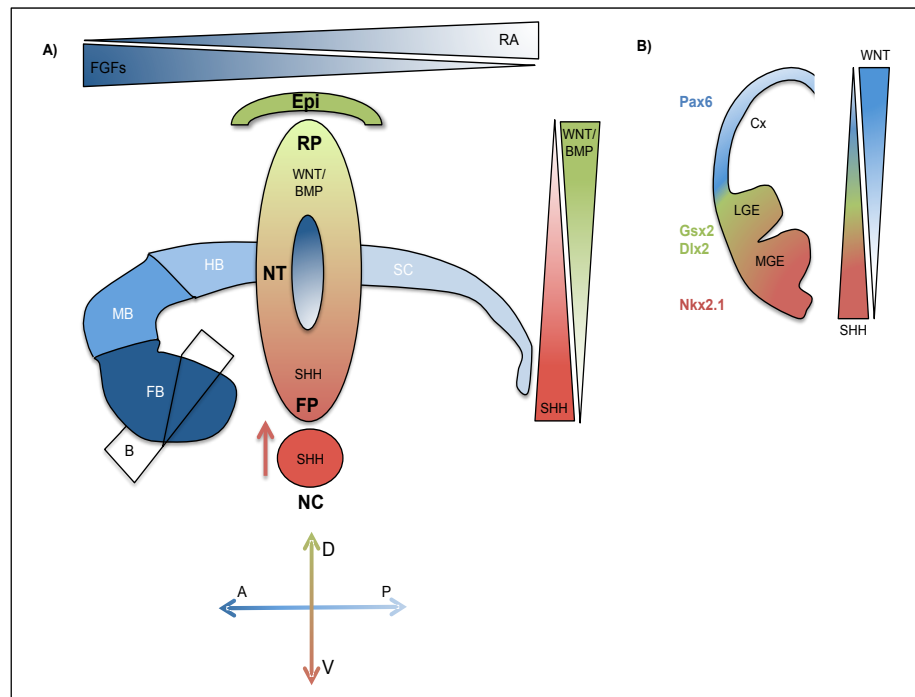 A)
RA
FGFs
Epi
RP
WNT/
BMP
HB
NT
SC
MB
FB
B
SHH
FP
SHH
NC
WNT/
BMP
SHH
D
A
P
V
B)
WNT
Pax6
Cx
LGE
Gsx2
Dlx2
MGE
Nkx2.1
SHH